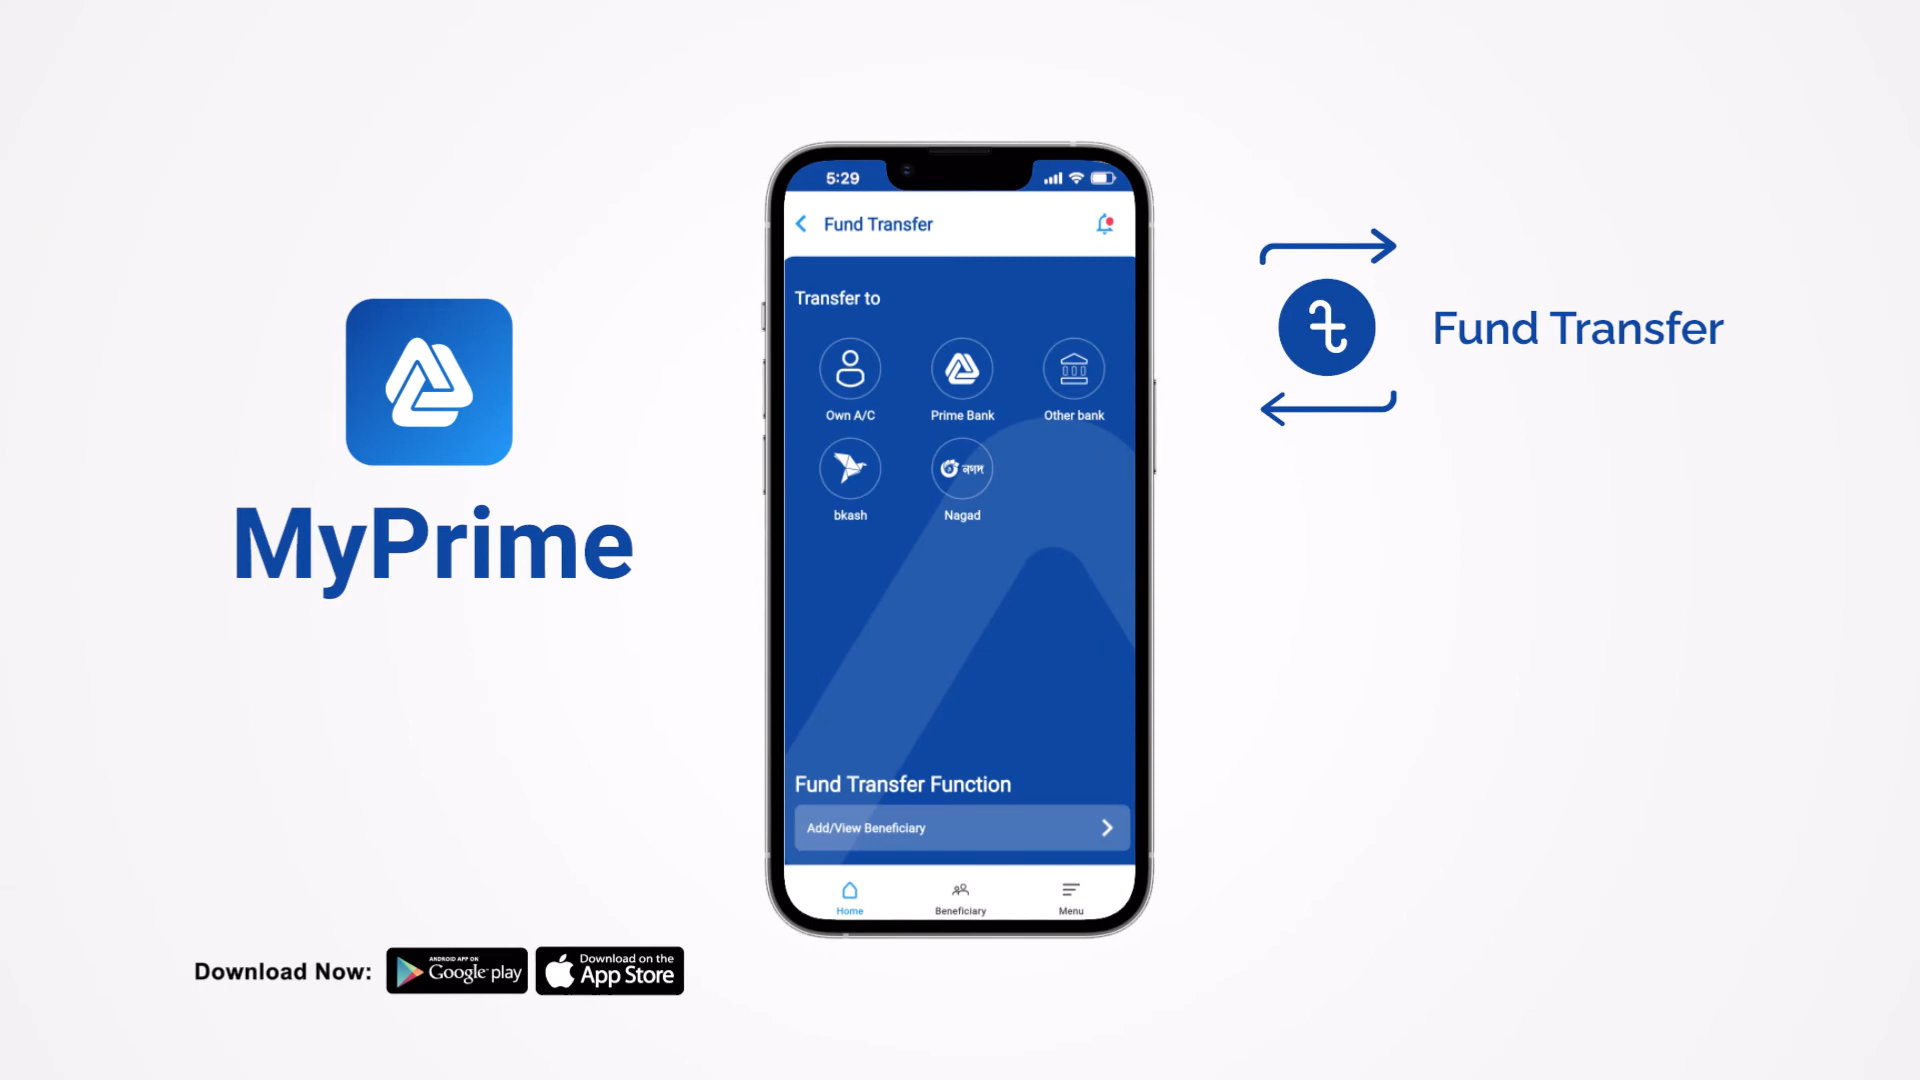 MyPrime
Download Now:
ANDROID APP ON
Google play
Download on the
App Store
5:29
Fund Transfer
Transfer to
Own A/C
Prime Bank
Other bank
নগদ
bkash
Nagad
Fund Transfer Function
Add/View Beneficiary
Home
Beneficiary
Menu
৳
Fund Transfer